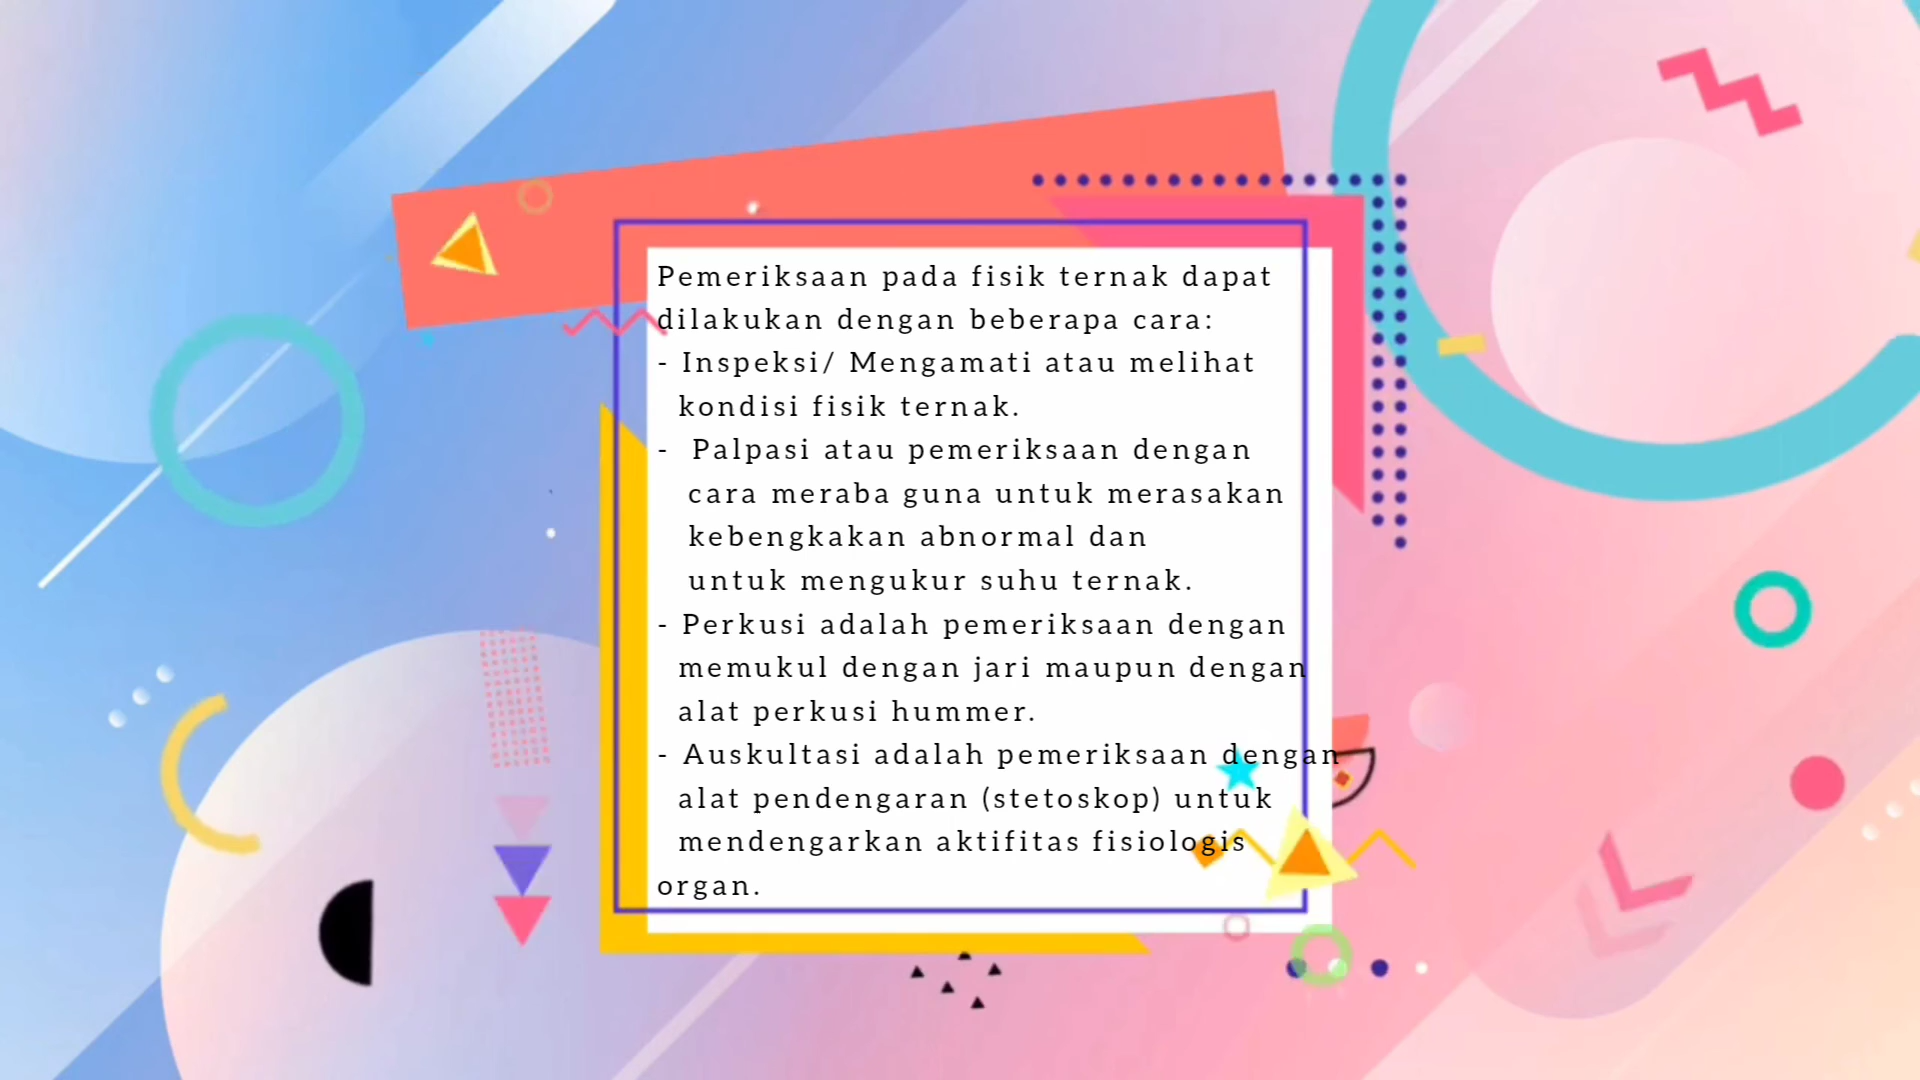 Pemeriksaan pada fisik ternak dapat
dilakukan dengan beberapa cara:
- Inspeksi/ Mengamati atau melihat
kondisi fisik ternak.
- Palpasi atau pemeriksaan dengan
cara meraba guna untuk merasakan
kebengkakan abnormal dan
untuk mengukur suhu ternak.
- Perkusi adalah pemeriksaan dengan
memukul dengan jari maupun dengan
alat perkusi hummer.
- Auskultasi adalah pemeriksaan dengan
alat pendengaran (stetoskop) untuk
mendengarkan aktifitas fisiologis
organ.